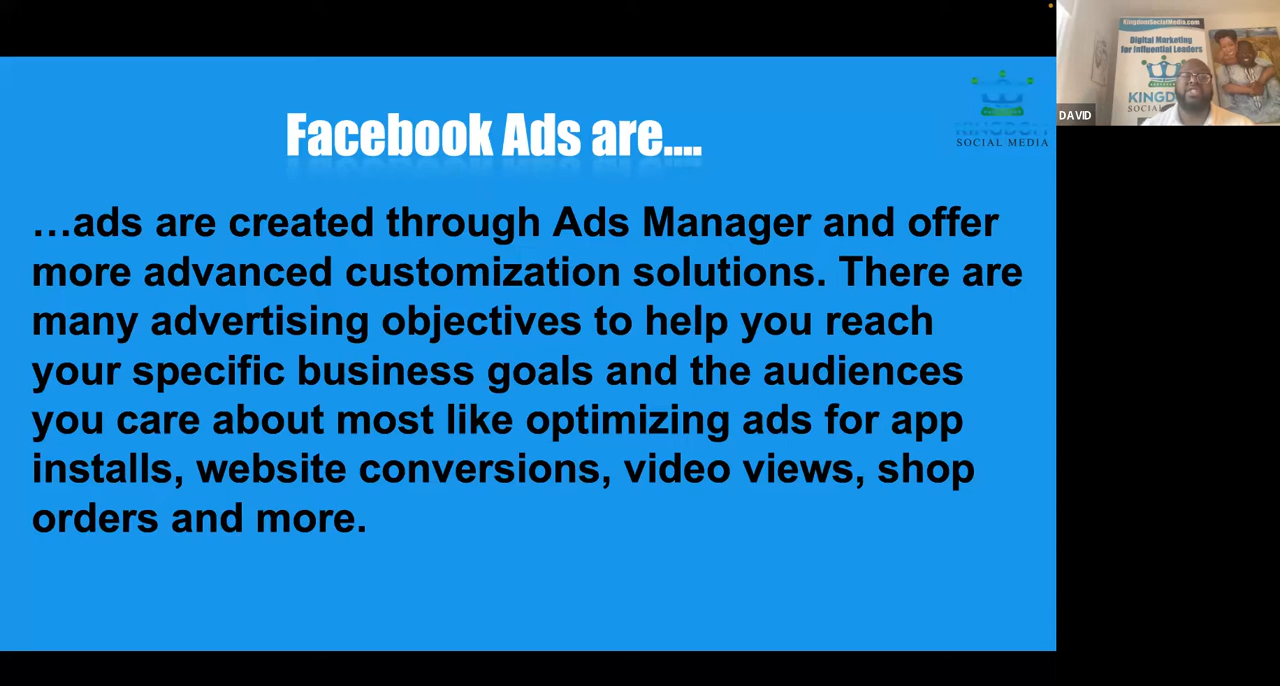 Facebook Ads are....
KINGDOM
SOCIAL MEDIA
...ads are created through Ads Manager and offer
more advanced customization solutions. There are
many advertising objectives to help you reach
your specific business goals and the audiences
you care about most like optimizing ads for app
installs, website conversions, video views, shop
orders and more.
KingdomSocialMedia.com
Digital Marketing
for Influential Leaders
DAVID